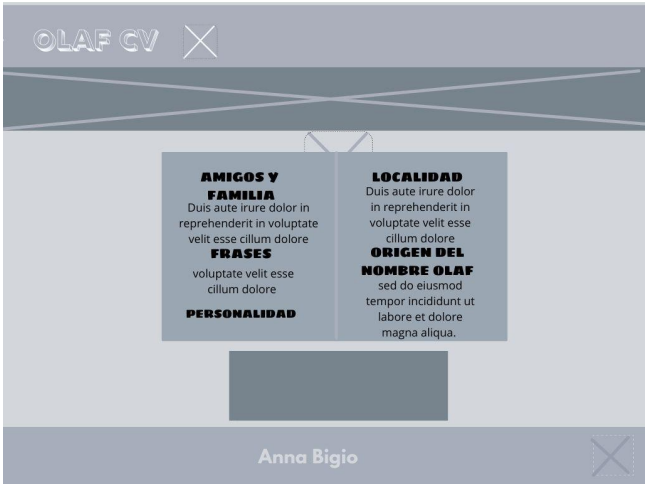 OLAF CV
AMIGOS Y
FAMILIA
Duis aute irure dolor in
reprehenderit in voluptate
velit esse cillum dolore
FRASES
voluptate velit esse
cillum dolore
PERSONALIDAD
LOCALIDAD
Duis aute irure dolor
in reprehenderit in
voluptate velit esse
cillum dolore
ORIGEN DEL
NOMBRE OLAF
sed do eiusmod
tempor incididunt ut
labore et dolore
magna aliqua.
Anna Bigio